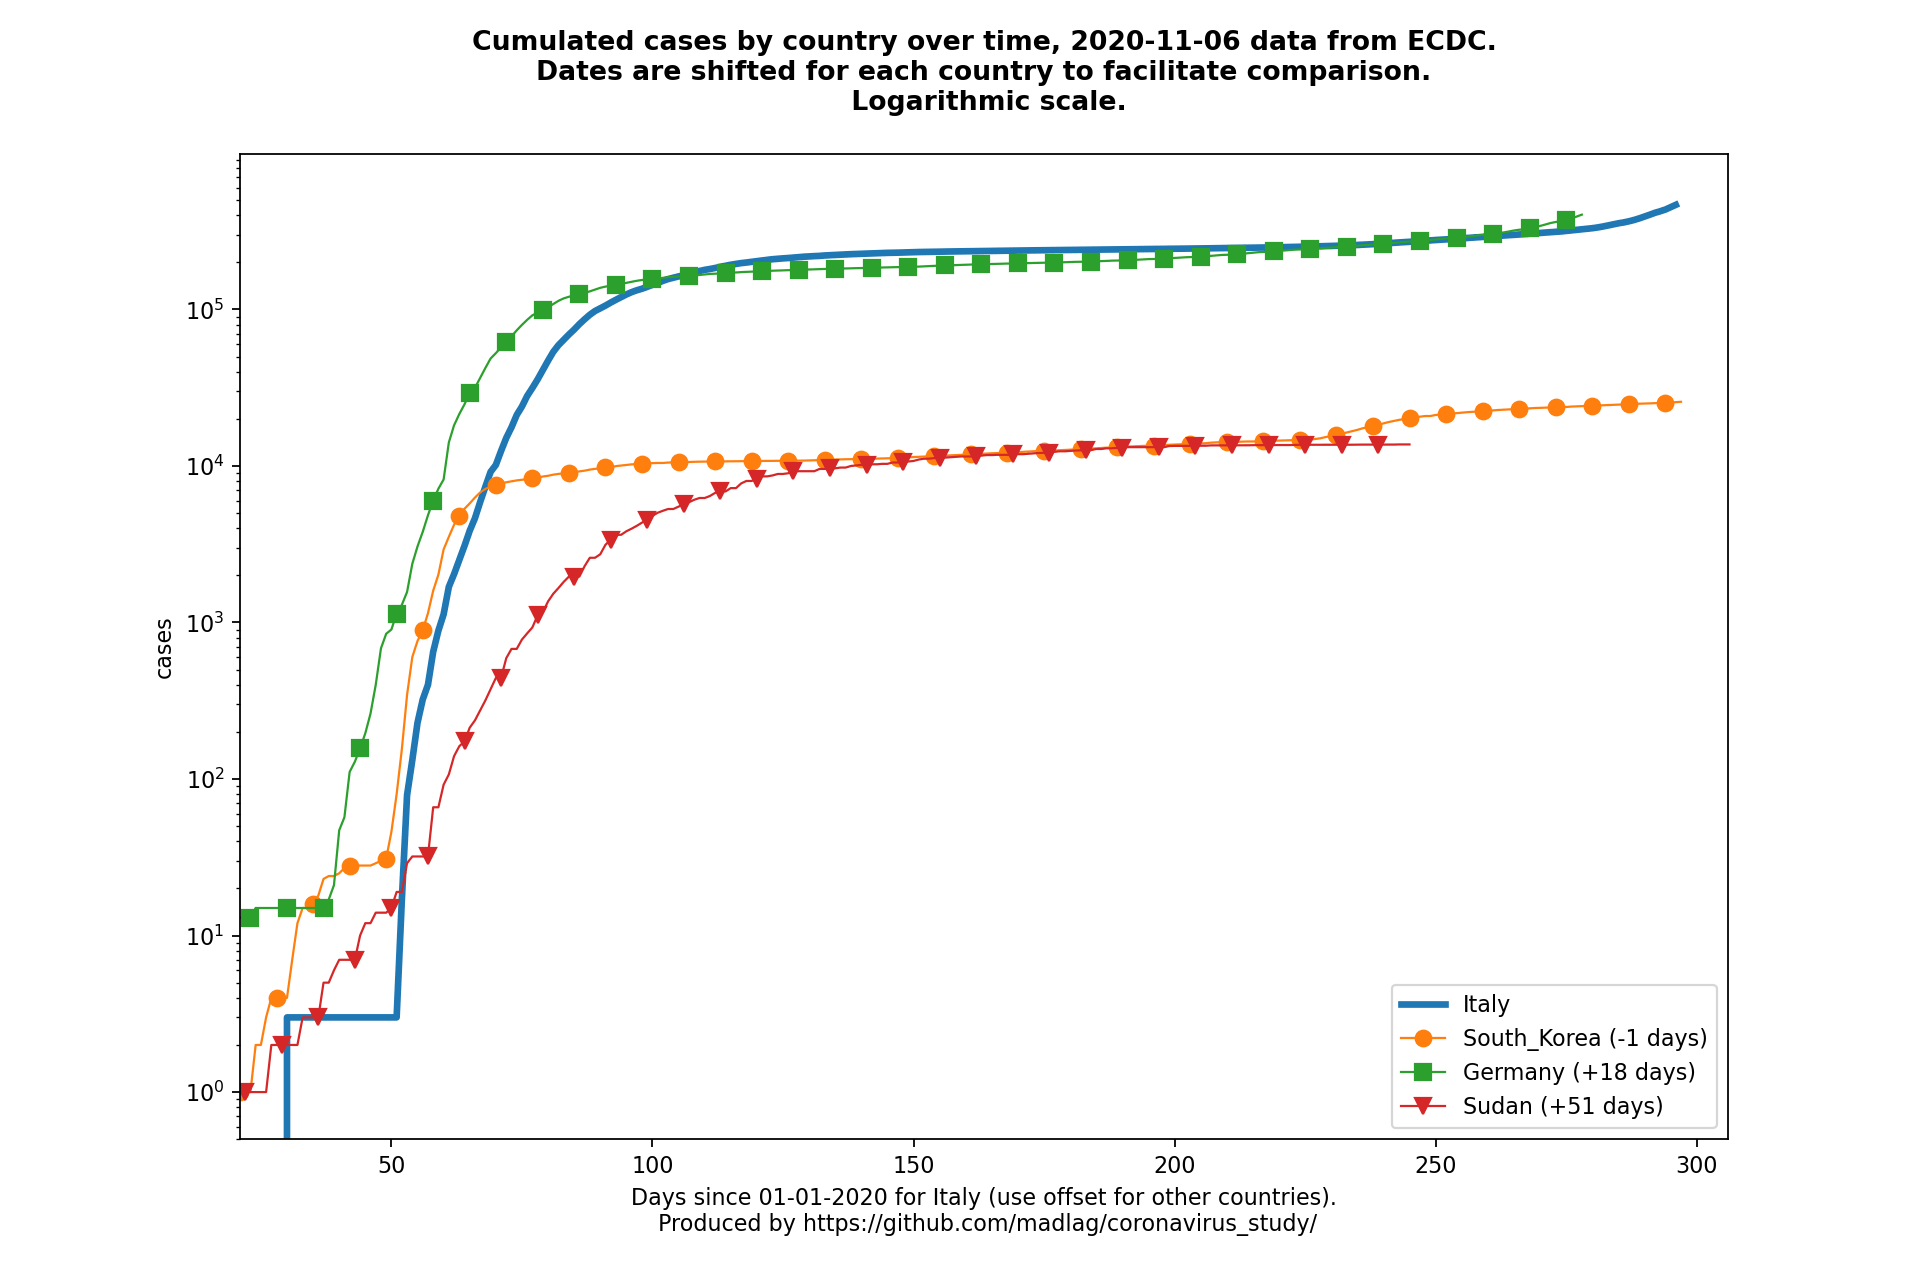 Cumulated cases by country over time, 2020-11-06 data from ECDC.
Dates are shifted for each country to facilitate comparison.
Logarithmic scale.
10^5
10^4
10^3
10^2
10^1
10^0
cases
50 100 150 200 250 300
Italy
South_Korea (-1 days)
Germany (+18 days)
Sudan (+51 days)
Days since 01-01-2020 for Italy (use offset for other countries).
Produced by https://github.com/madlag/coronavirus_study/